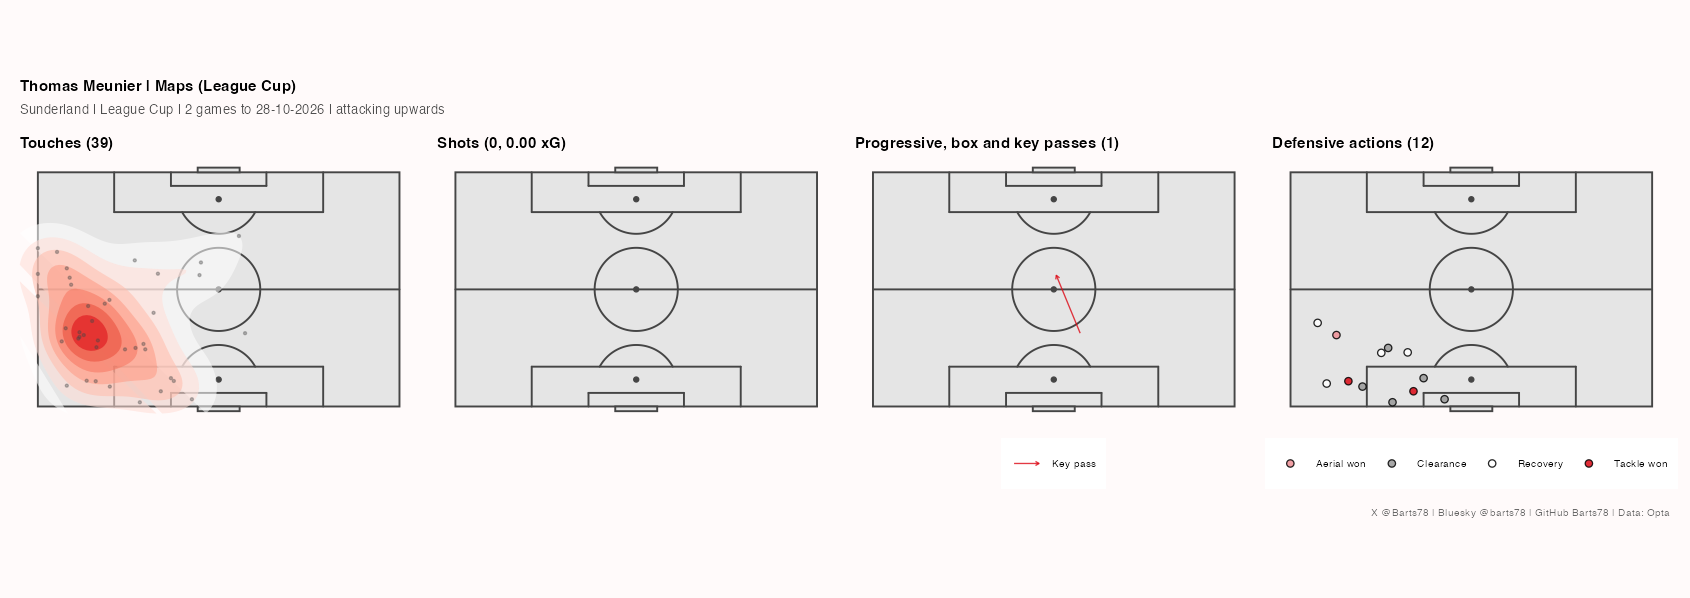 Thomas Meunier | Maps (League Cup)
Sunderland | League Cup | 2 games to 28-10-2026 | attacking upwards
Touches (39)
Shots (0, 0.00 xG)
Progressive, box and key passes (1)
Defensive actions (12)
Key pass
Aerial won
Clearance
Recovery
Tackle won
X @Barts78 | Bluesky @barts78 | GitHub Barts78 | Data: Opta